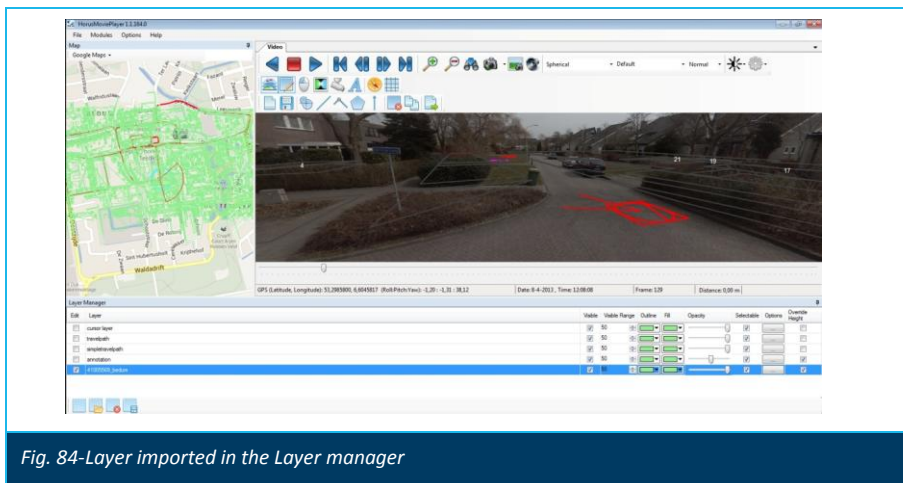 HorusMoviePlayer 1.3.204.0
File Modules Options Help
Map
Google Maps
Waldadrift
Video
Spherical Default Normal
4
21
19
17
GPS (Latitude, Longitude): 53,2985800, 6,6045817 (Roll:Pitch:Yaw): -1,20 : -1,31 : 38,12 Date: 8-4-2013 , Time: 12:08:08 Frame: 129 Distance: 0,00 m
Layer Manager
Edit Layer Visible Visible Range Outline Fill Opacity Selectable Options Override Height
cursor layer 50
travelpath 50
simpletravelpath 50
annotation 50
Fig. 84-Layer imported in the Layer manager